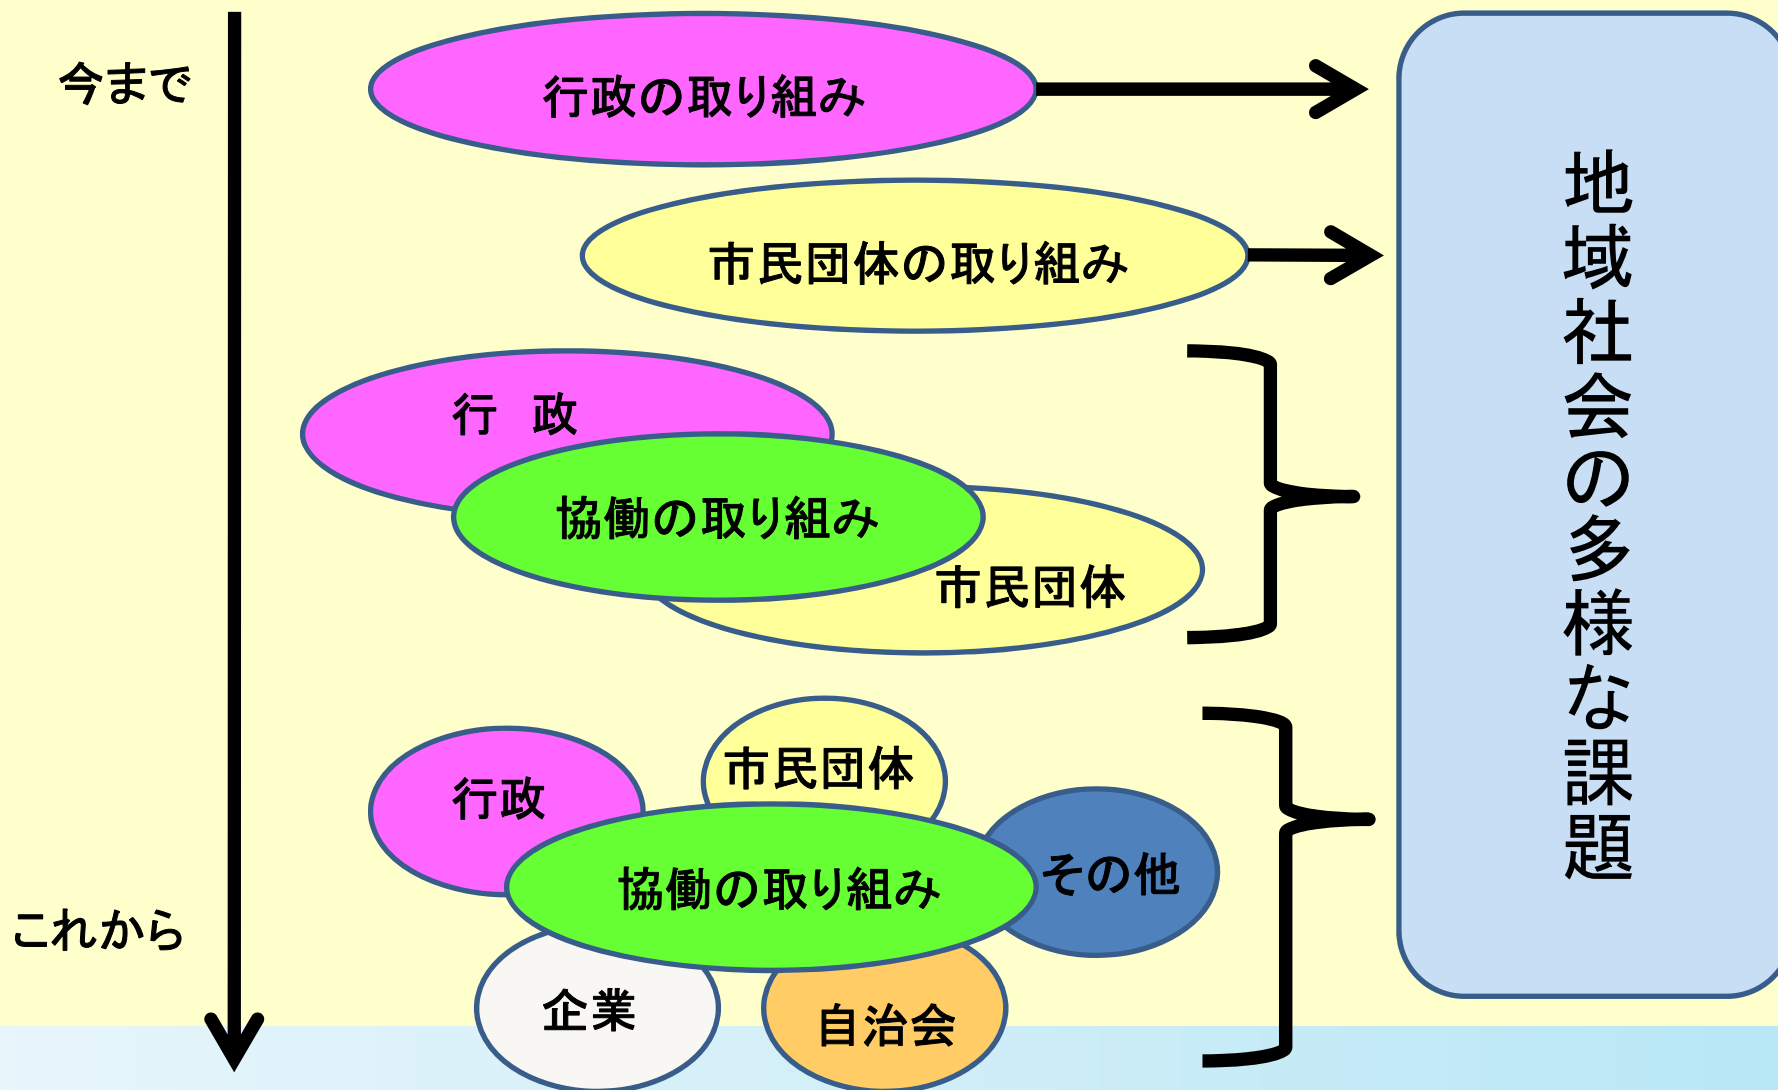 今まで
行政の取り組み
市民団体の取り組み
行　政
協働の取り組み
市民団体
市民団体
行政
協働の取り組み
その他
これから
企業
自治会
地域社会の多様な課題